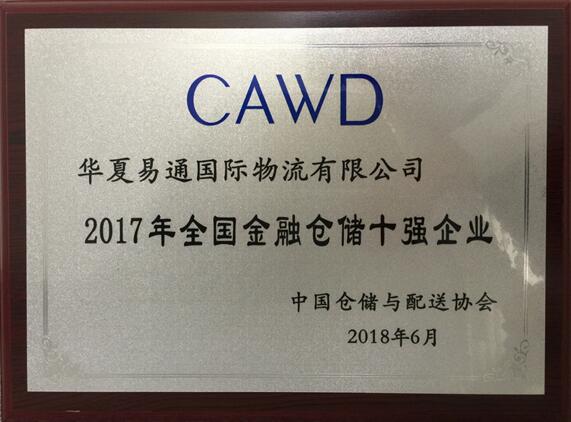 CAWD
华夏易通国际物流有限公司
2017年全国金融仓储十强企业
中国仓储与配送协会
2018年6月